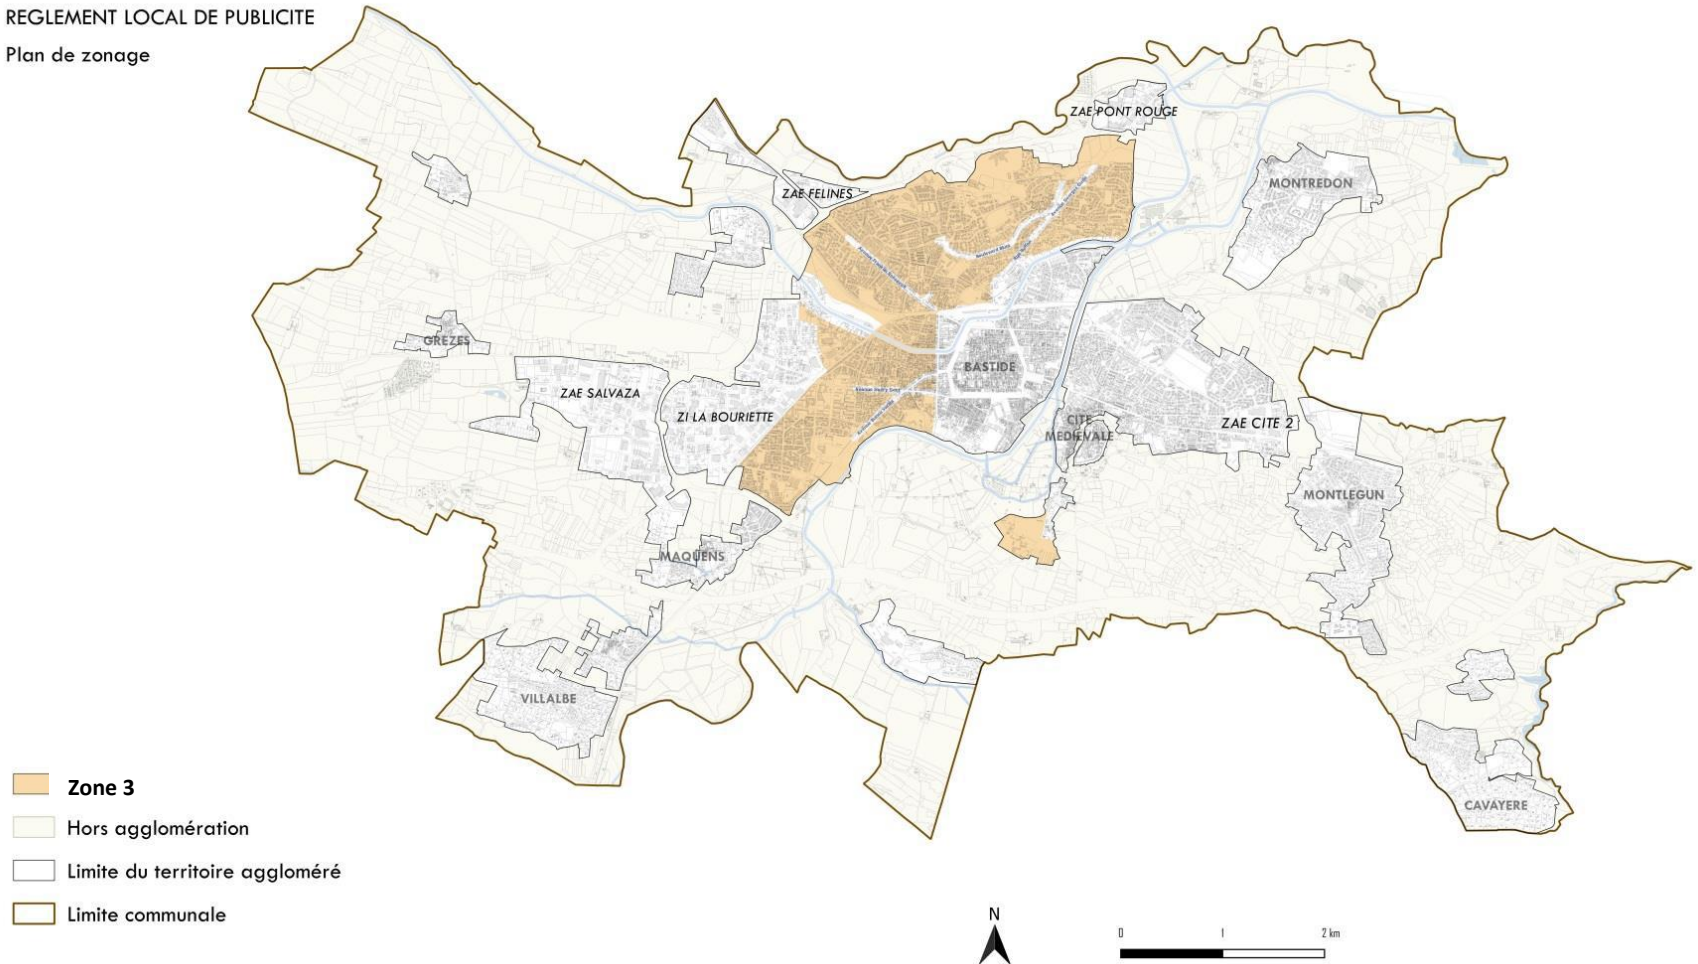 REGLEMENT LOCAL DE PUBLICITE
Plan de zonage
ZAE PONT ROUGE
MONTREDON
ZAE FELINES
GREZES
BASTIDE
ZAE SALVAZA
ZI LA BOURIETTE
CITE
MEDIEVALE
ZAE CITE 2
MONTLEGUN
MAQUENS
VILLALBE
CAVAYERE
Zone 3
Hors agglomération
Limite du territoire aggloméré
Limite communale
N
0 1 2 km